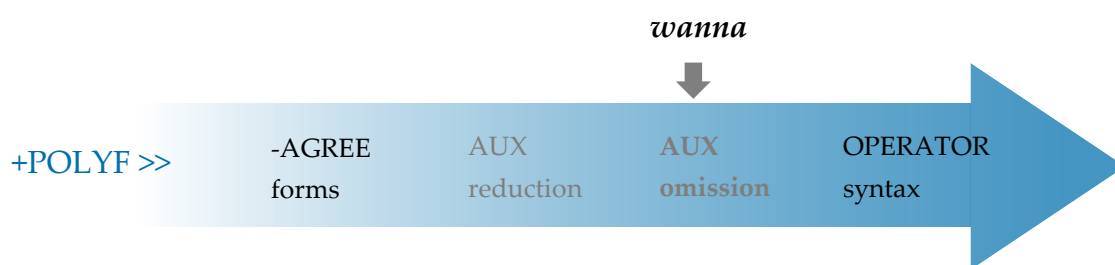 wanna
+POLYF >>
-AGREE
forms
AUX
reduction
AUX
omission
OPERATOR
syntax